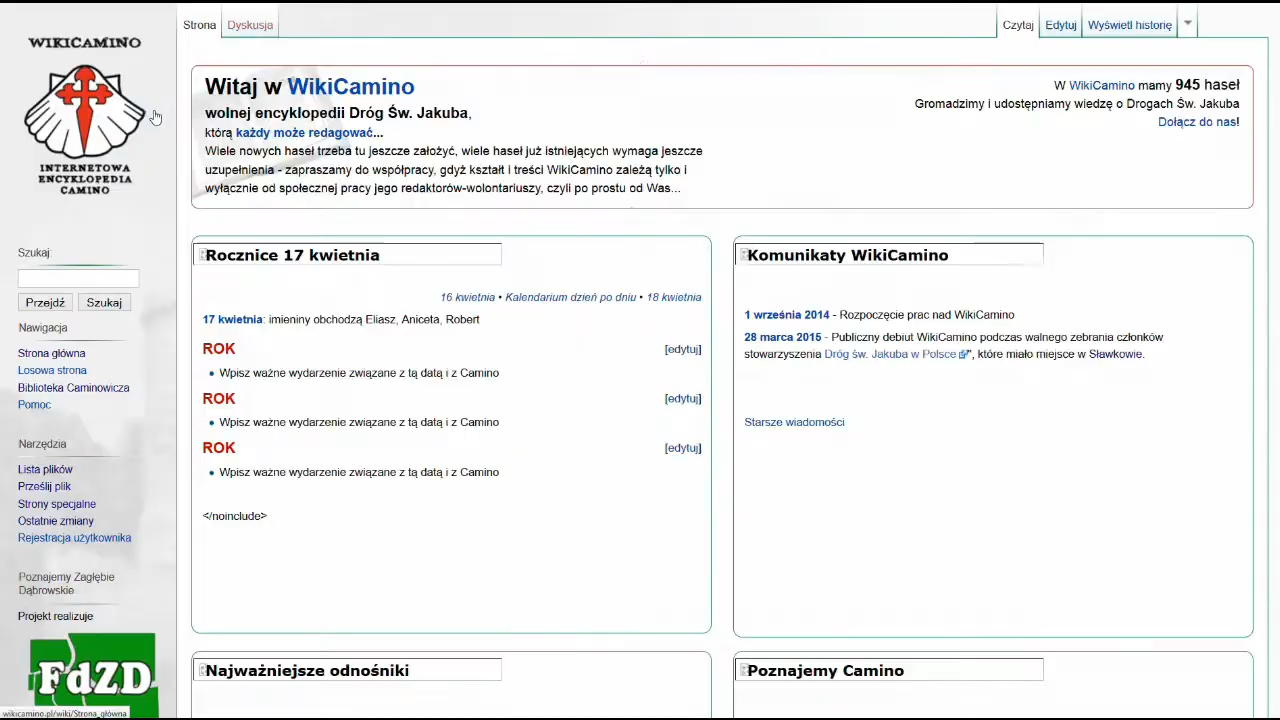 Strona Dyskusja Czytaj Edytuj Wyświetl historię
WIKICAMINO
INTERNETOWA
ENCYKLOPEDIA
CAMINO
Szukaj
Przejdź Szukaj
Nawigacja
Strona główna
Losowa strona
Biblioteka Caminowicza
Pomoc
Narzędzia
Lista plików
Prześlij plik
Strony specjalne
Ostatnie zmiany
Rejestracja użytkownika
Poznajemy Zagłębie
Dąbrowskie
Projekt realizuje
FdZD
wikicamino.pl/wiki/Strona_główna
Witaj w WikiCamino
wolnej encyklopedii Dróg Św. Jakuba,
którą każdy może redagować...
Wiele nowych haseł trzeba tu jeszcze założyć, wiele haseł już istniejących wymaga jeszcze
uzupełnienia - zapraszamy do współpracy, gdyż kształt i treści WikiCamino zależą tylko i
wyłącznie od społecznej pracy jego redaktorów-wolontariuszy, czyli po prostu od Was...
W WikiCamino mamy 945 haseł
Gromadzimy i udostępniamy wiedzę o Drogach Św. Jakuba
Dołącz do nas!
Rocznice 17 kwietnia
16 kwietnia • Kalendarium dzień po dniu • 18 kwietnia
17 kwietnia: imieniny obchodzą Eliasz, Aniceta, Robert
ROK [edytuj]
• Wpisz ważne wydarzenie związane z tą datą i z Camino
ROK [edytuj]
• Wpisz ważne wydarzenie związane z tą datą i z Camino
ROK [edytuj]
• Wpisz ważne wydarzenie związane z tą datą i z Camino
</noinclude>
Komunikaty WikiCamino
1 września 2014 - Rozpoczęcie prac nad WikiCamino
28 marca 2015 - Publiczny debiut WikiCamino podczas walnego zebrania członków
stowarzyszenia Dróg św. Jakuba w Polsce", które miało miejsce w Sławkowie.
Starsze wiadomości
Najważniejsze odnośniki
Poznajemy Camino